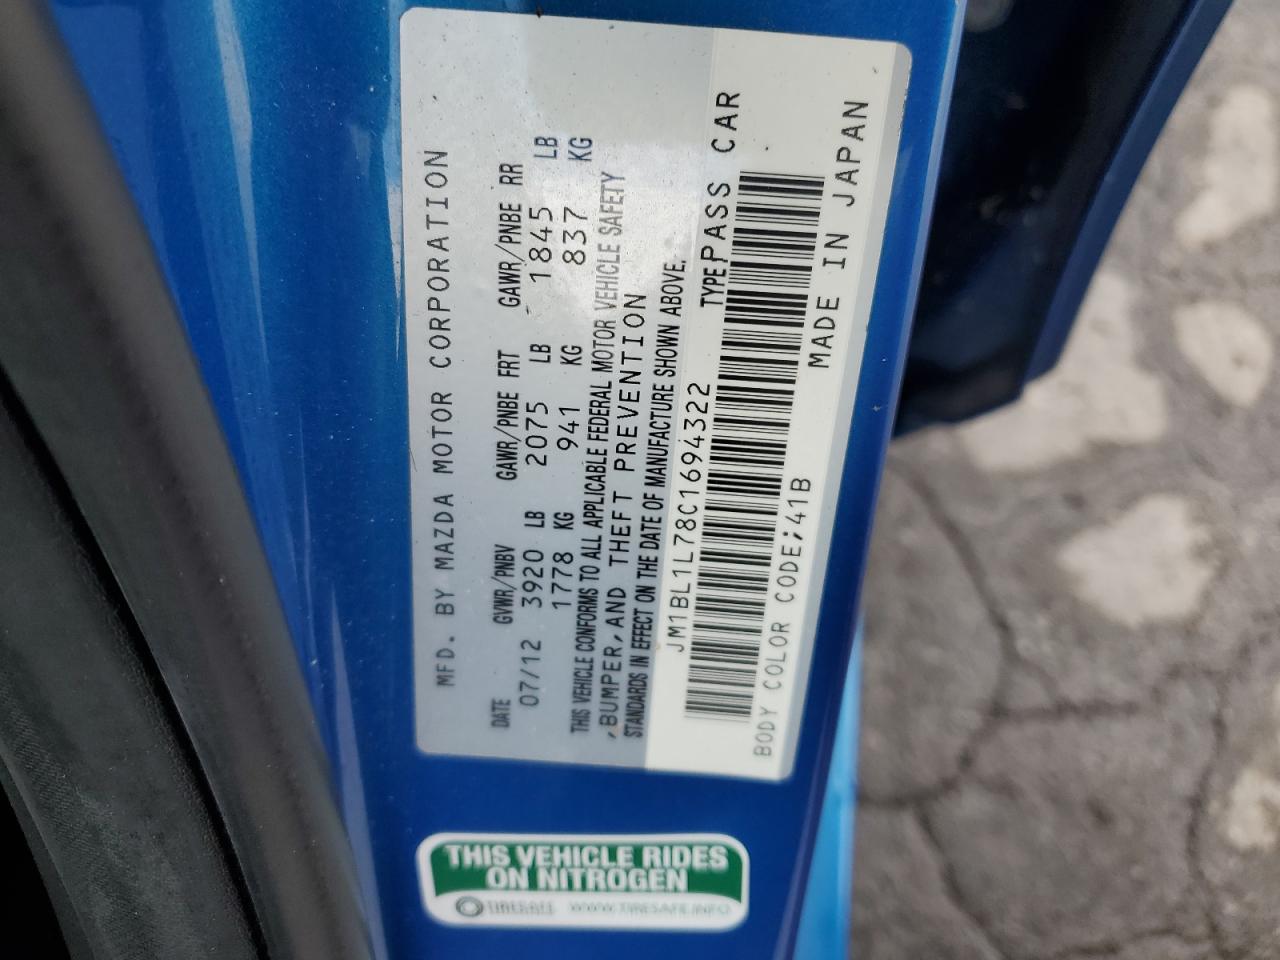 MFD. BY MAZDA MOTOR CORPORATION
DATE GVWR/PNBV GAWR/PNBE FRT GAWR/PNBE RR
07/12 3920 LB 2075 LB 1845 LB
1778 KG 941 KG 837 KG
THIS VEHICLE CONFORMS TO ALL APPLICABLE FEDERAL MOTOR VEHICLE SAFETY
,BUMPER,AND THEFT PREVENTION
STANDARDS IN EFFECT ON THE DATE OF MANUFACTURE SHOWN ABOVE.
JM1BL1L78C1694322 TYPE PASS CAR
BODY COLOR CODE;41B MADE IN JAPAN
THIS VEHICLE RIDES
ON NITROGEN
TIRESAFE WWW.TIRESAFE.INFO